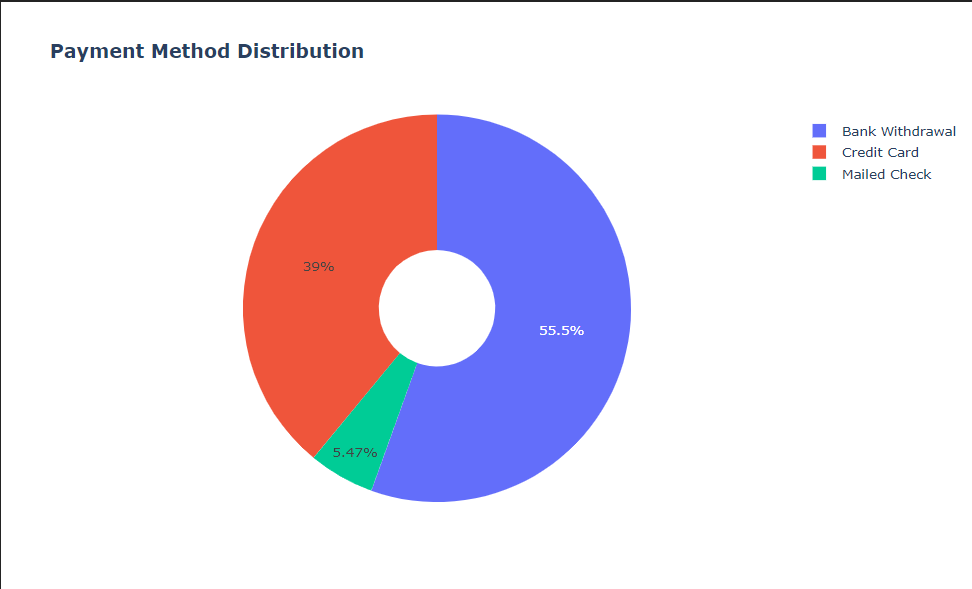 Payment Method Distribution
Bank Withdrawal
Credit Card
Mailed Check
39%
55.5%
5.47%